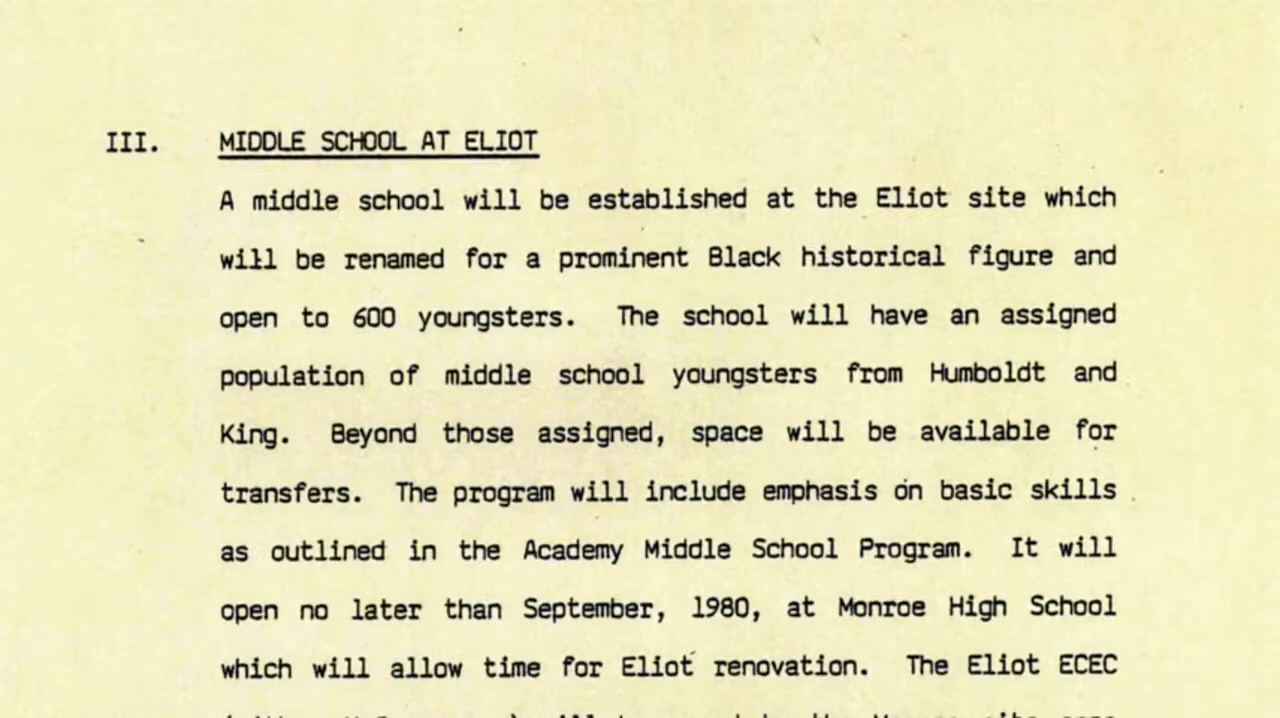 III. MIDDLE SCHOOL AT ELIOT
A middle school will be established at the Eliot site which
will be renamed for a prominent Black historical figure and
open to 600 youngsters. The school will have an assigned
population of middle school youngsters from Humboldt and
King. Beyond those assigned, space will be available for
transfers. The program will include emphasis on basic skills
as outlined in the Academy Middle School Program. It will
open no later than September, 1980, at Monroe High School
which will allow time for Eliot renovation. The Eliot ECEC